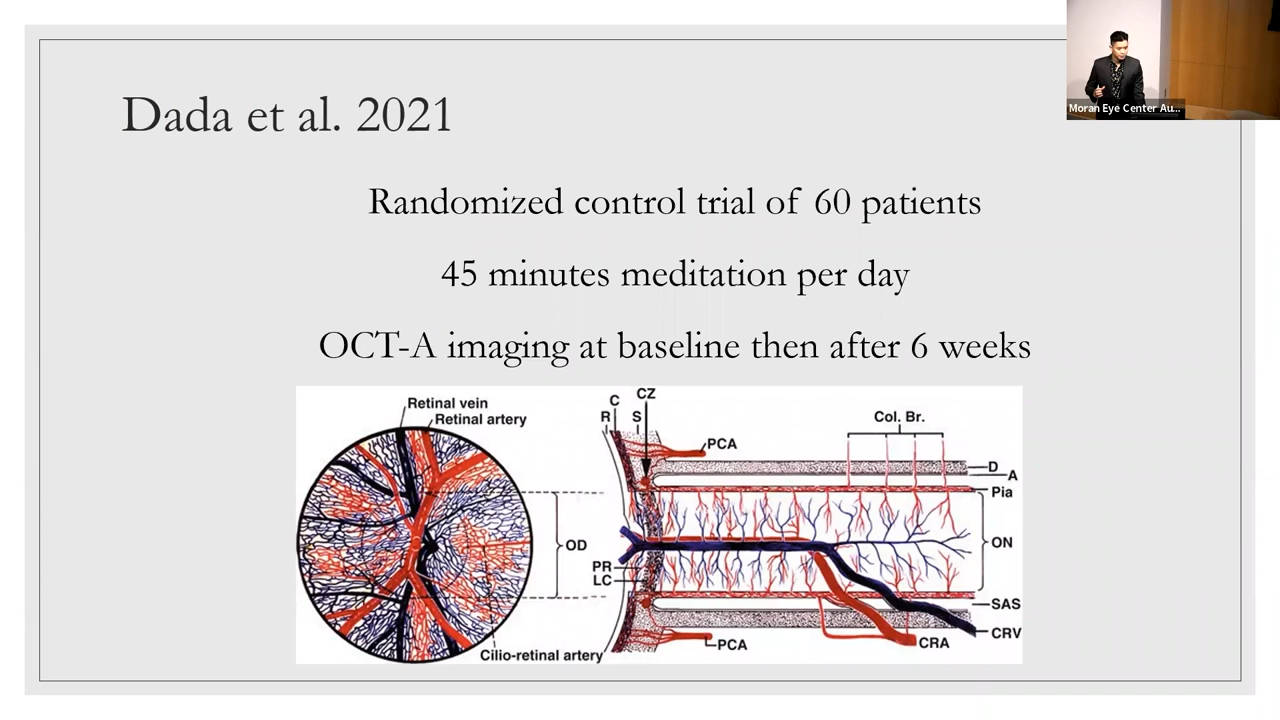 Dada et al. 2021
Moran Eye Center Au...
Randomized control trial of 60 patients
45 minutes meditation per day
OCT-A imaging at baseline then after 6 weeks
Retinal vein
Retinal artery
OD
Cilio-retinal artery
CZ
C
R
S
PCA
Col. Br.
D
A
Pia
ON
PR
LC
SAS
CRV
PCA
CRA